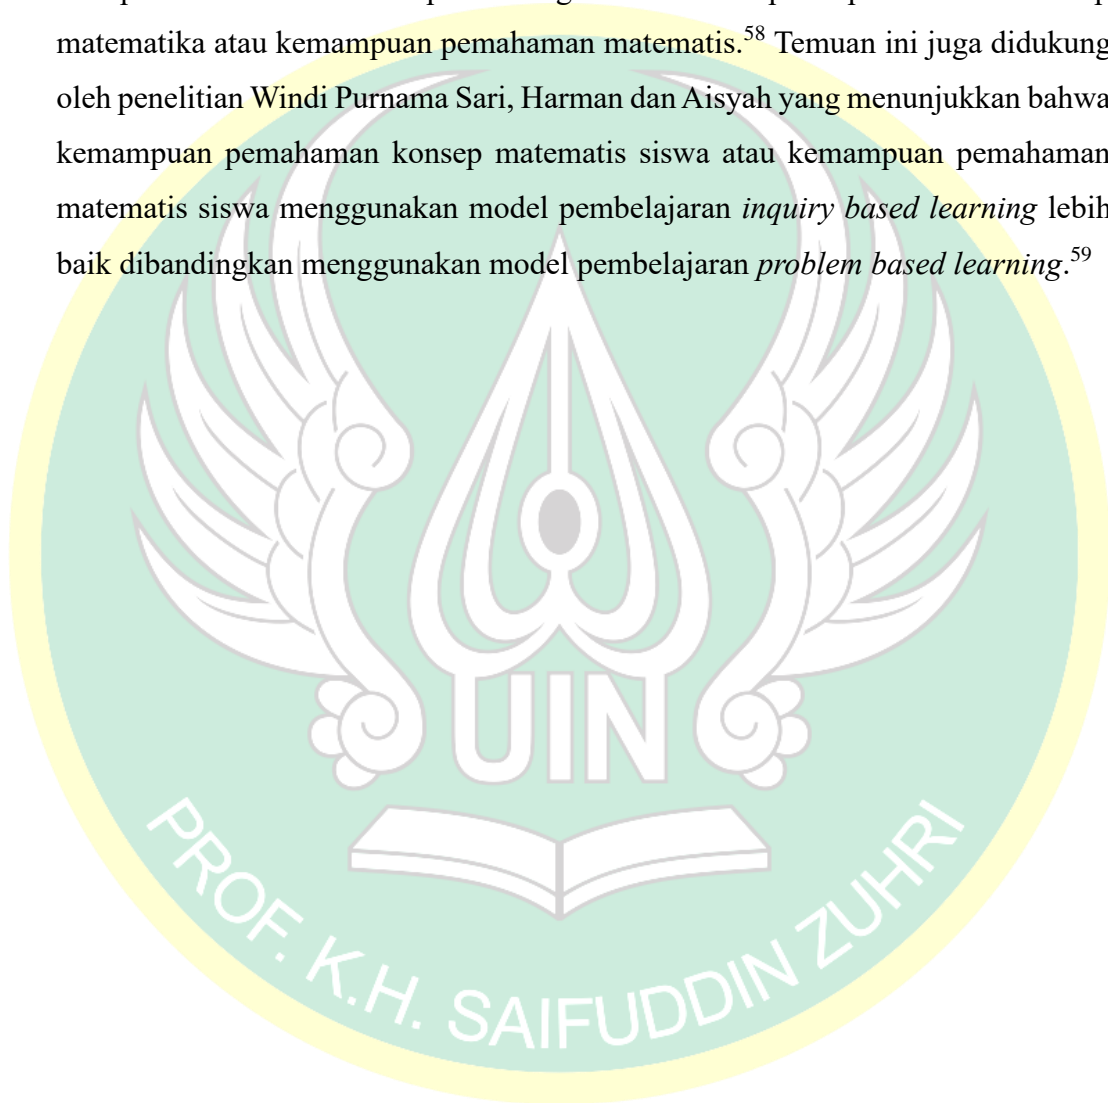 matematika atau kemampuan pemahaman matematis.58 Temuan ini juga didukung
oleh penelitian Windi Purnama Sari, Harman dan Aisyah yang menunjukkan bahwa
kemampuan pemahaman konsep matematis siswa atau kemampuan pemahaman
matematis siswa menggunakan model pembelajaran inquiry based learning lebih
baik dibandingkan menggunakan model pembelajaran problem based learning.59
UIN
PROF. K.H. SAIFUDDIN ZUHRI